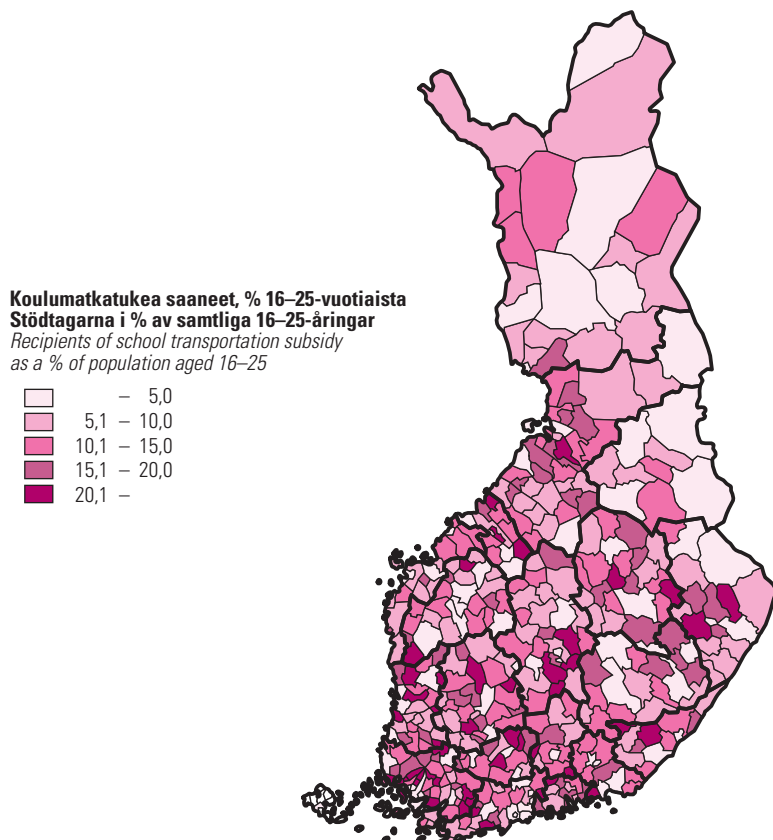 Koulumatkatukea saaneet, % 16–25-vuotiaista
Stödtagarna i % av samtliga 16–25-åringar
Recipients of school transportation subsidy
as a % of population aged 16–25
– 5,0
5,1 – 10,0
10,1 – 15,0
15,1 – 20,0
20,1 –